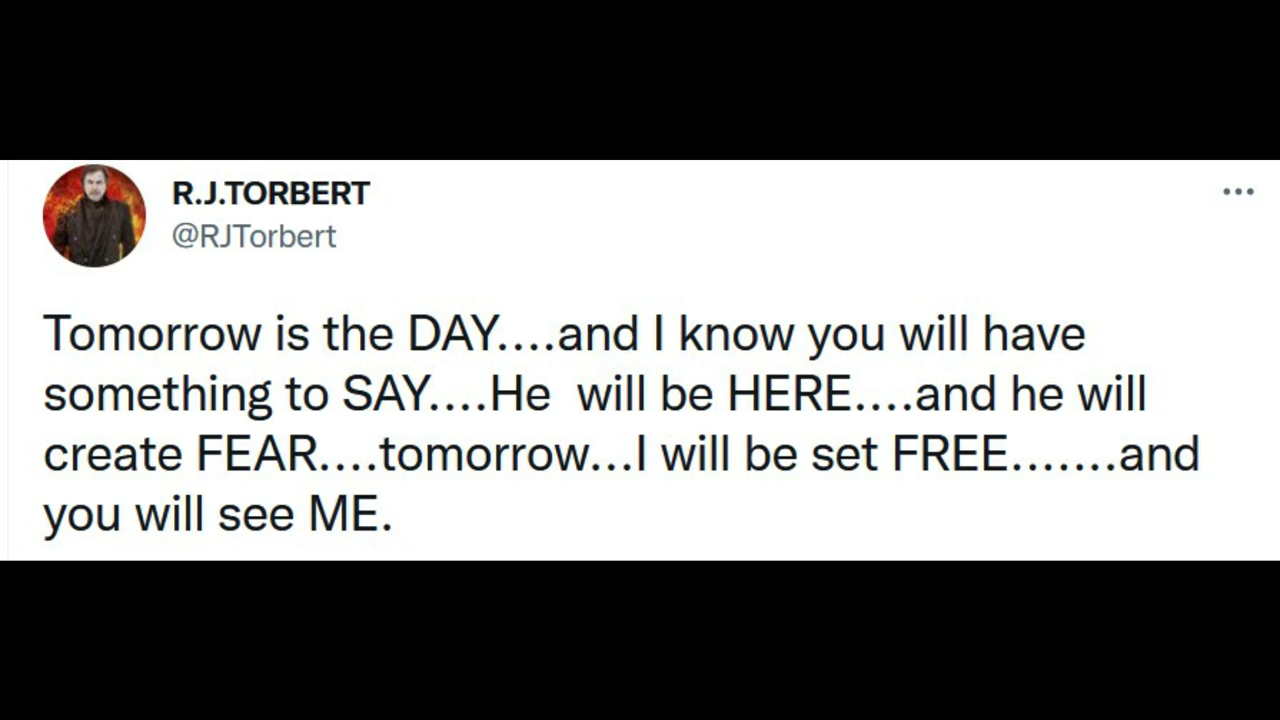 R.J.TORBERT
@RJTorbert
Tomorrow is the DAY....and I know you will have
something to SAY....He  will be HERE....and he will
create FEAR....tomorrow...I will be set FREE.......and
you will see ME.